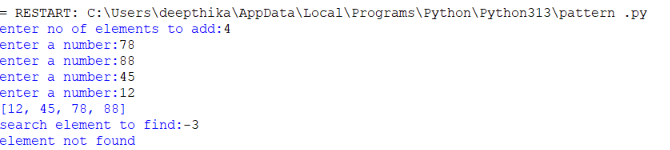 = RESTART: C:\Users\deepthika\AppData\Local\Programs\Python\Python313\pattern .py
enter no of elements to add:4
enter a number:78
enter a number:88
enter a number:45
enter a number:12
[12, 45, 78, 88]
search element to find:-3
element not found